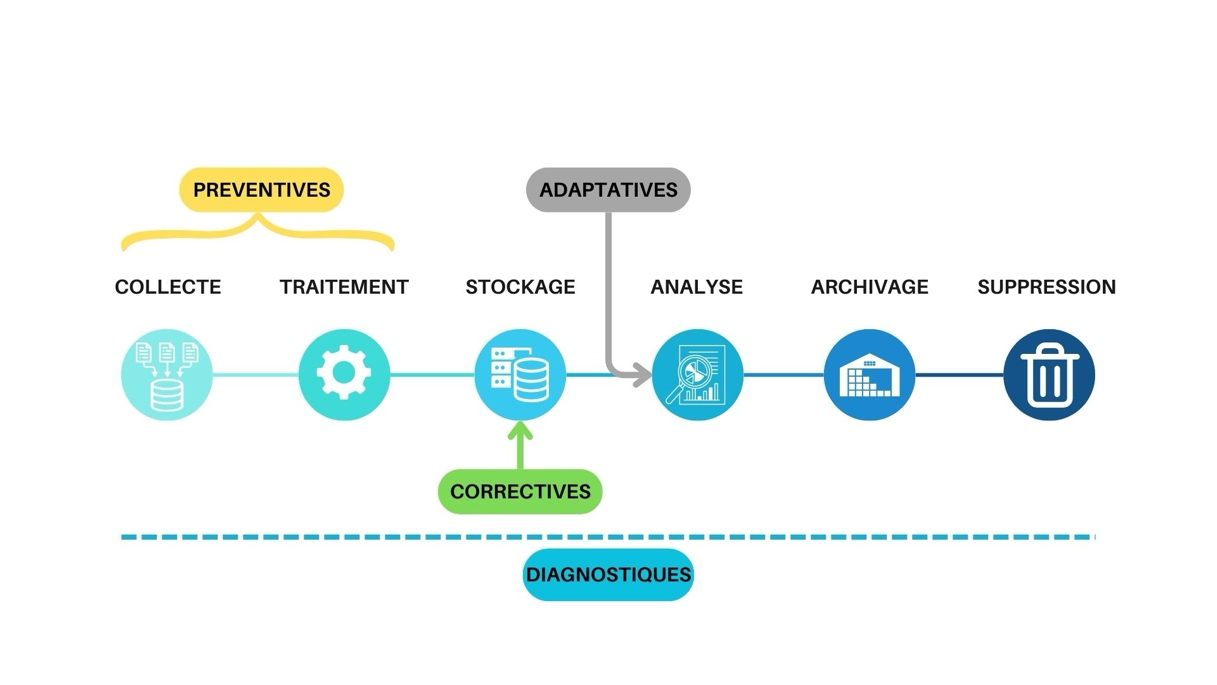 PREVENTIVES
ADAPTATIVES
COLLECTE
TRAITEMENT
STOCKAGE
ANALYSE
ARCHIVAGE
SUPPRESSION
CORRECTIVES
DIAGNOSTIQUES